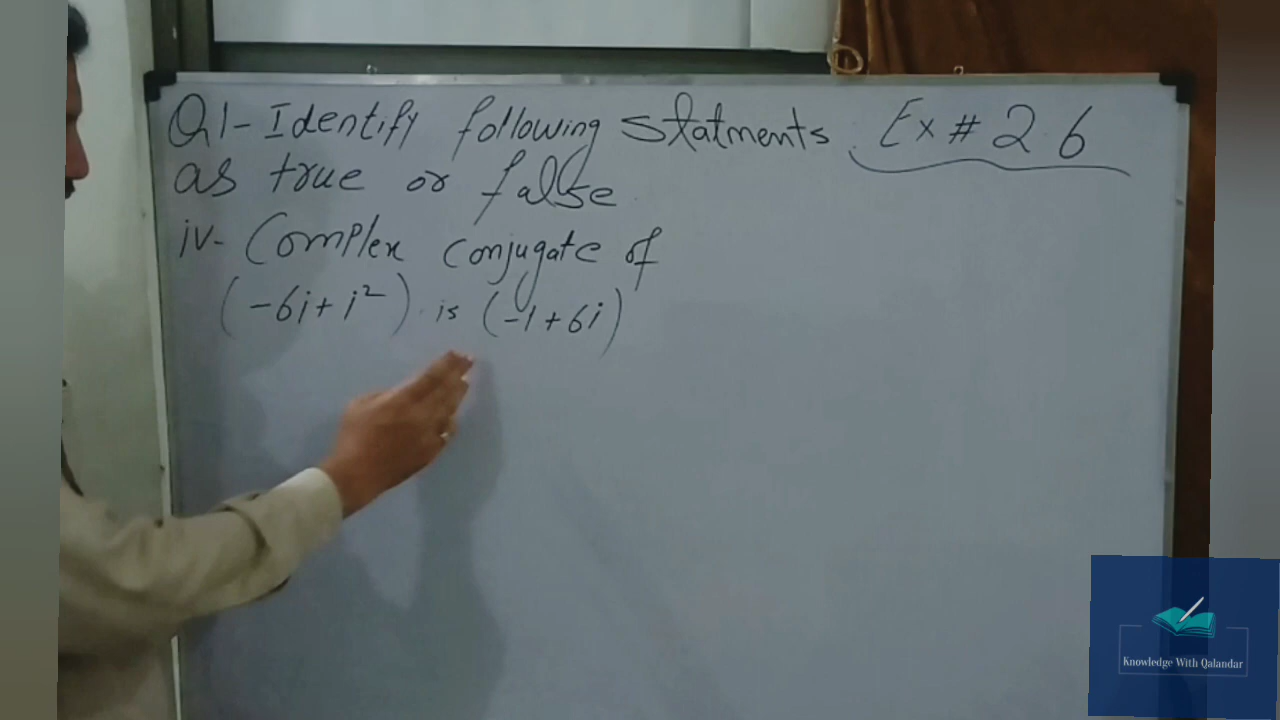 Q1- Identify following Statments. Ex # 2.6
as true or false
iv- Complex conjugate of
(-6i+i²) is (-1+6i)
Knowledge With Qalandar